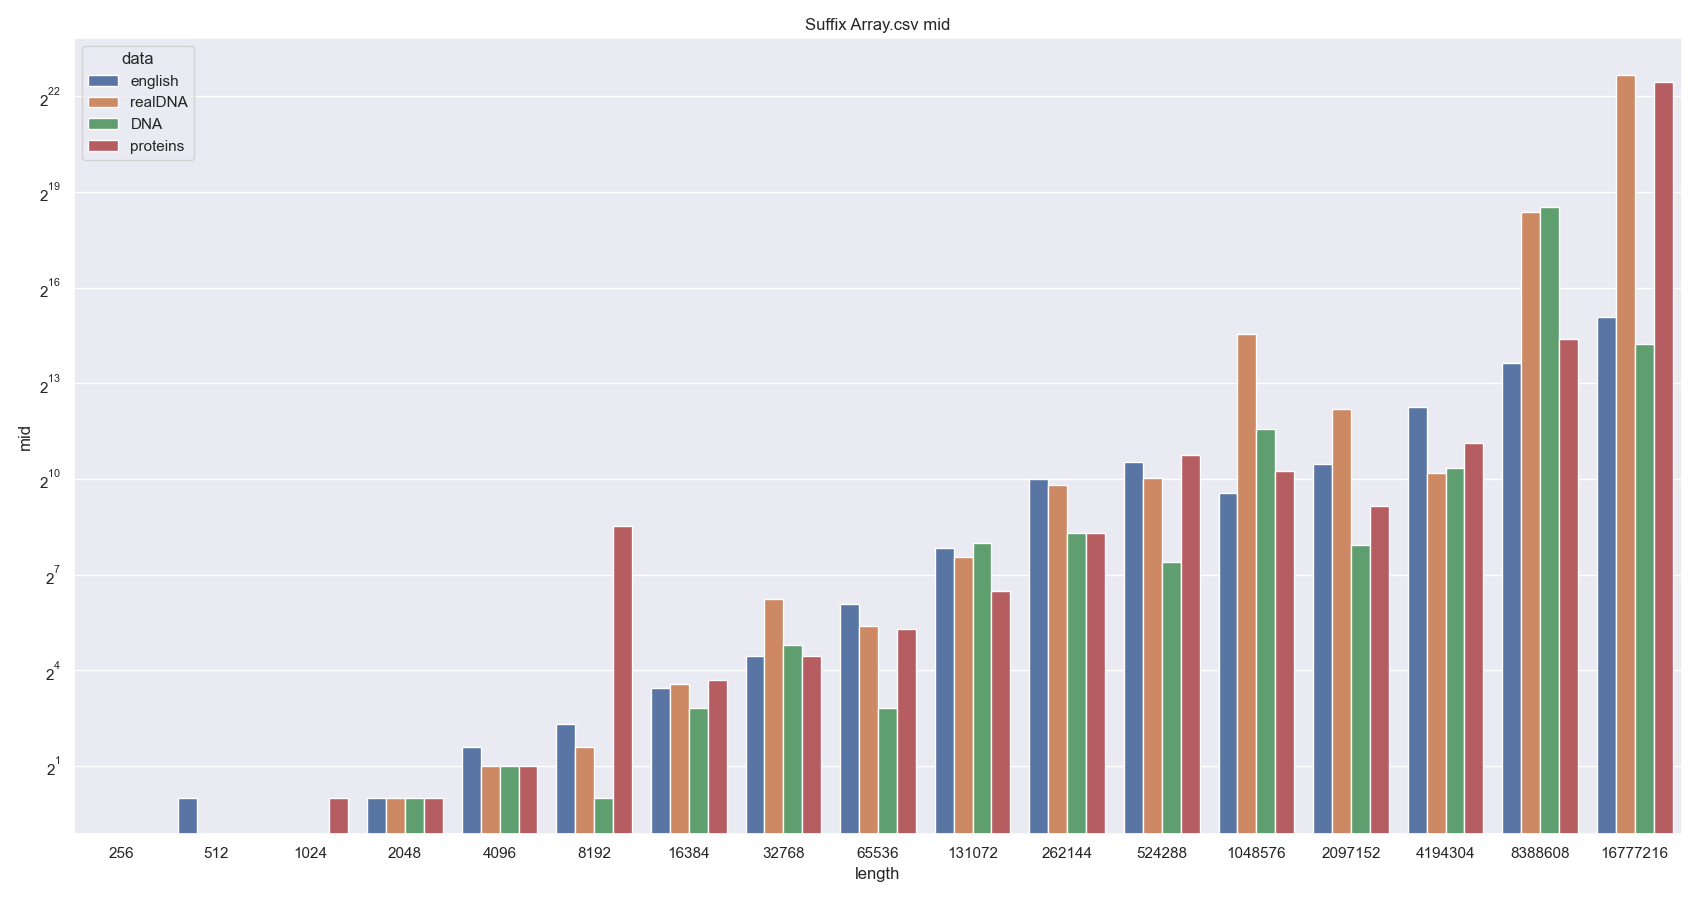 Suffix Array.csv mid
data
english
realDNA
DNA
proteins
2^22
2^19
2^16
2^13
2^10
2^7
2^4
2^1
mid
256 512 1024 2048 4096 8192 16384 32768 65536 131072 262144 524288 1048576 2097152 4194304 8388608 16777216
length